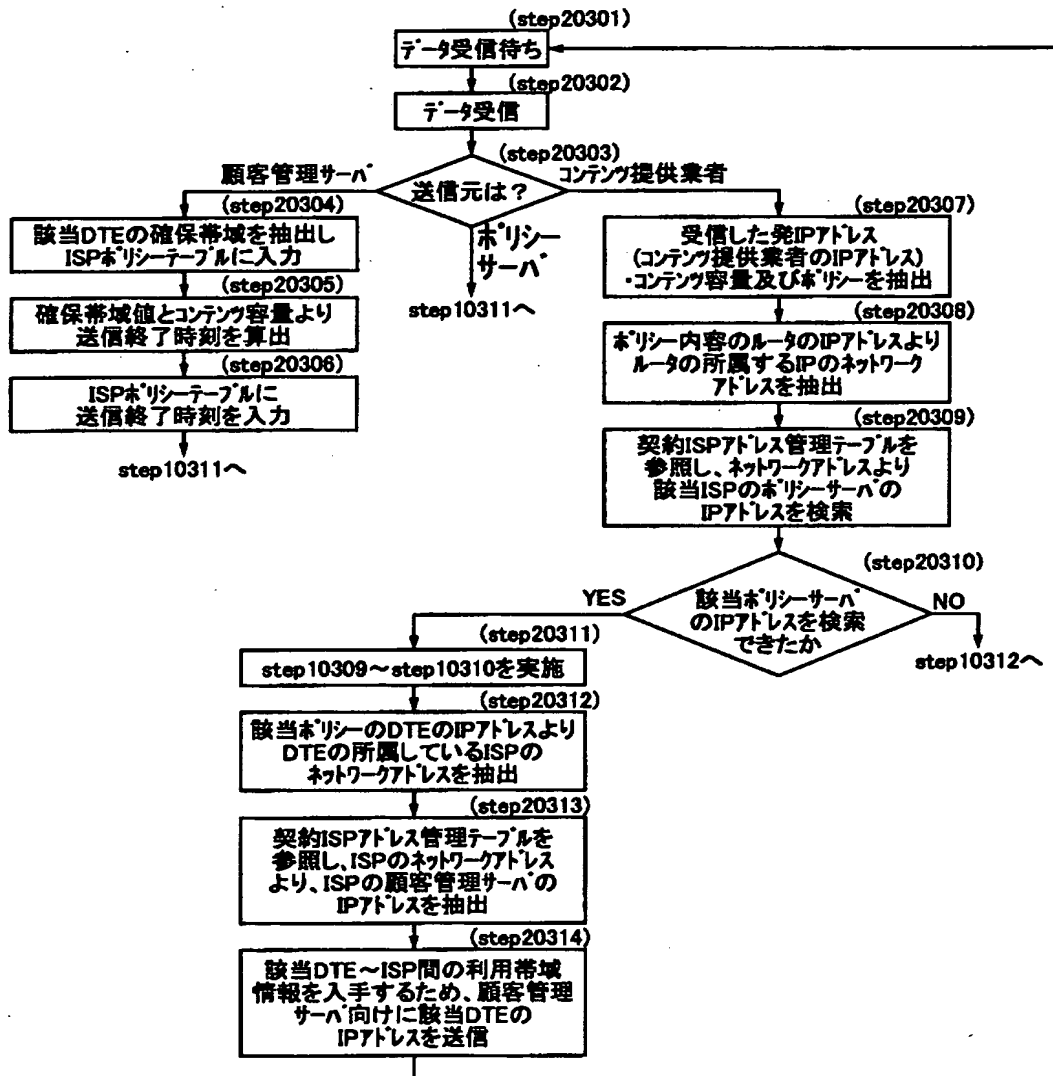 (step20301)
データ受信待ち
(step20302)
データ受信
(step20303)
送信元は?
顧客管理サーバ
コンテンツ提供業者
ポリシー
サーバ
step10311へ
(step20304)
該当DTEの確保帯域を抽出し
ISPポリシーテーブルに入力
(step20305)
確保帯域値とコンテンツ容量より
送信終了時刻を算出
(step20306)
ISPポリシーテーブルに
送信終了時刻を入力
step10311へ
(step20307)
受信した発IPアドレス
(コンテンツ提供業者のIPアドレス)
・コンテンツ容量及びポリシーを抽出
(step20308)
ポリシー内容のルータのIPアドレスより
ルータの所属するIPのネットワーク
アドレスを抽出
(step20309)
契約ISPアドレス管理テーブルを
参照し、ネットワークアドレスより
該当ISPのポリシーサーバの
IPアドレスを検索
(step20310)
該当ポリシーサーバ
のIPアドレスを検索
できたか
YES
NO
step10312へ
(step20311)
step10309~step10310を実施
(step20312)
該当ポリシーのDTEのIPアドレスより
DTEの所属しているISPの
ネットワークアドレスを抽出
(step20313)
契約ISPアドレス管理テーブルを
参照し、ISPのネットワークアドレス
より、ISPの顧客管理サーバの
IPアドレスを抽出
(step20314)
該当DTE~ISP間の利用帯域
情報を入手するため、顧客管理
サーバ向けに該当DTEの
IPアドレスを送信